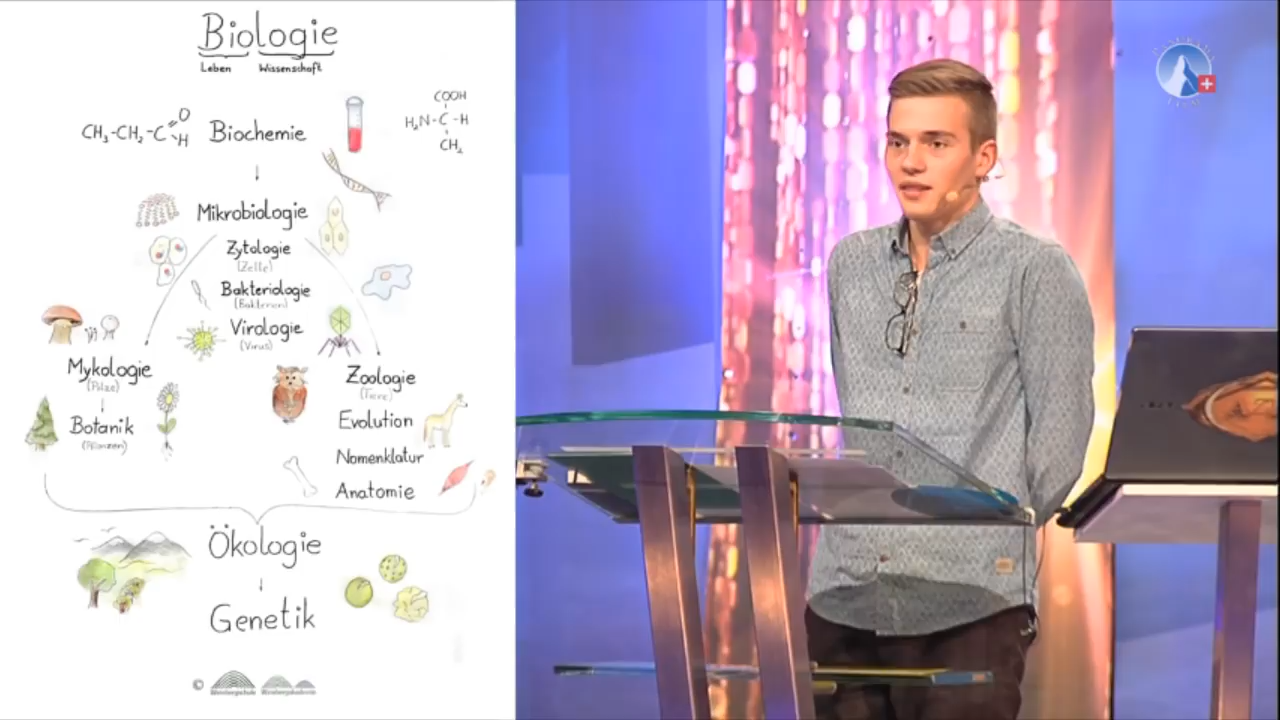 Biologie
Leben Wissenschaft
CH₃-CH₂-C
O
H
Biochemie
COOH
H₂N-C-H
CH₂
Mikrobiologie
Zytologie
(Zelle)
Bakteriologie
(Bakterien)
Virologie
(Virus)
Mykologie
(Pilze)
Botanik
(Pflanzen)
Zoologie
(Tiere)
Evolution
Nomenklatur
Anatomie
Ökologie
Genetik
©